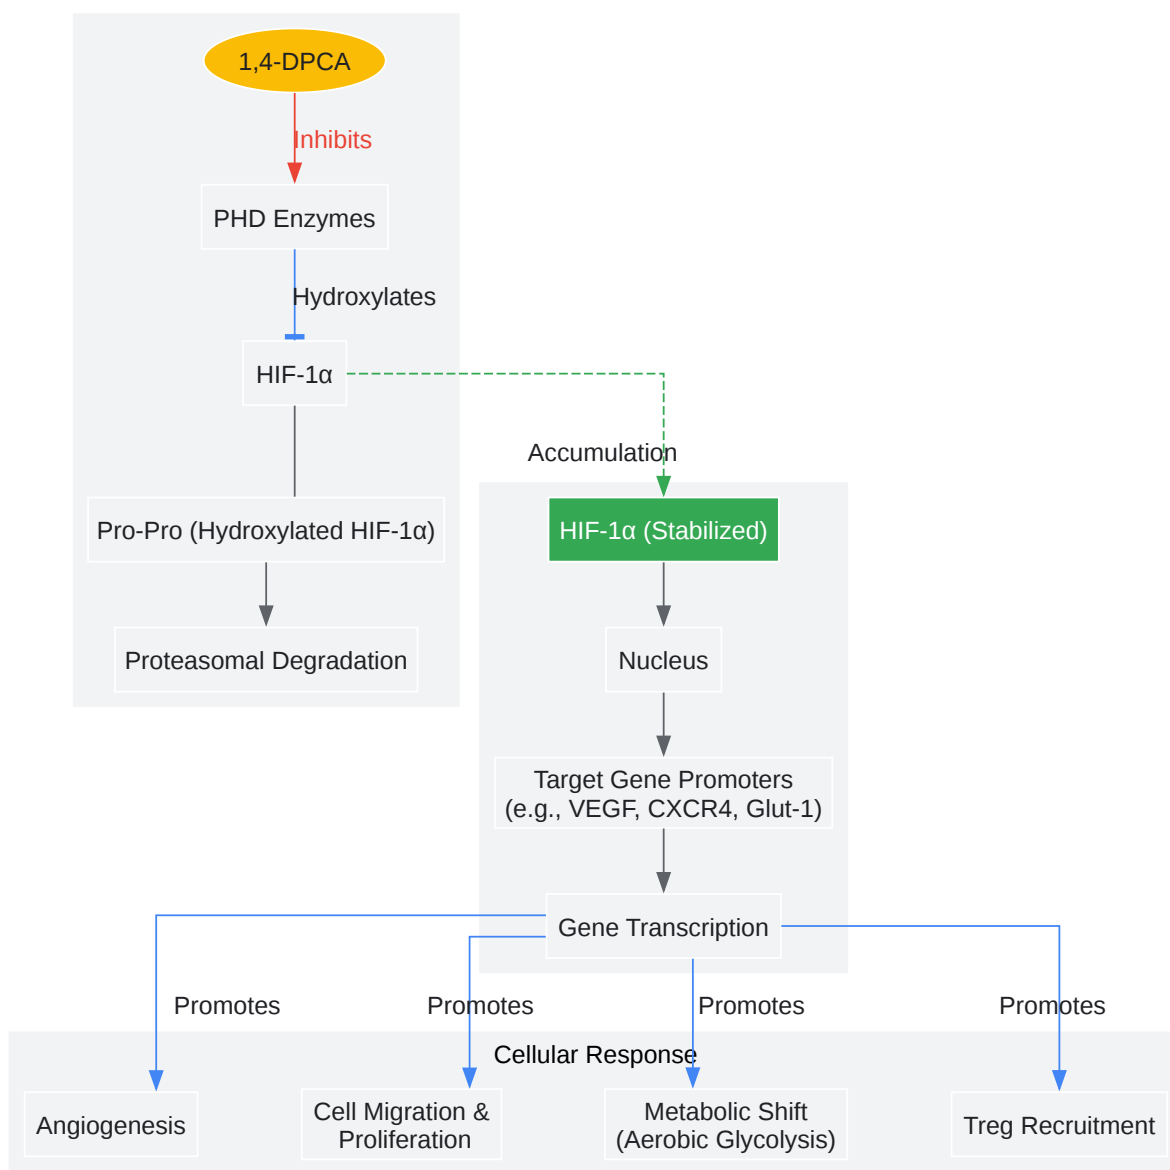 1,4-DPCA
Inhibits
PHD Enzymes
Hydroxylates
HIF-1α
Accumulation
Pro-Pro (Hydroxylated HIF-1α)
HIF-1α (Stabilized)
Proteasomal Degradation
Nucleus
Target Gene Promoters
(e.g., VEGF, CXCR4, Glut-1)
Gene Transcription
Promotes
Promotes
Promotes
Promotes
Cellular Response
Angiogenesis
Cell Migration &
Proliferation
Metabolic Shift
(Aerobic Glycolysis)
Treg Recruitment